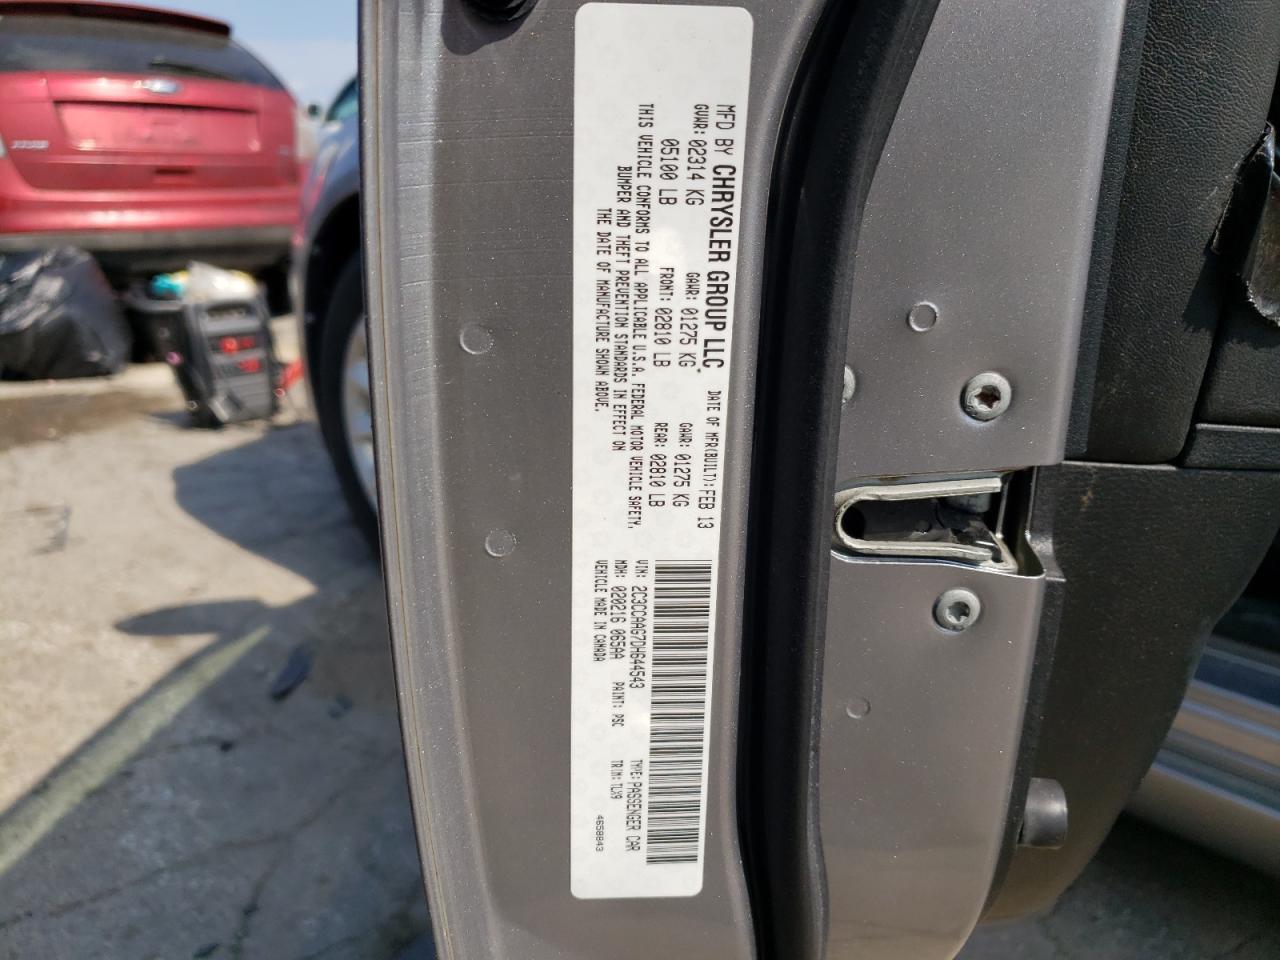 MFD BY CHRYSLER GROUP LLC DATE OF MFR(BUILT): FEB 13
GVWR: 02314 KG GAWR: 01275 KG GAWR: 01275 KG
05100 LB FRONT: 02810 LB REAR: 02810 LB
THIS VEHICLE CONFORMS TO ALL APPLICABLE U.S.A. FEDERAL MOTOR VEHICLE SAFETY,
BUMPER AND THEFT PREVENTION STANDARDS IN EFFECT ON
THE DATE OF MANUFACTURE SHOWN ABOVE.
VIN: 2C3CCAAG7DH644543 TYPE: PASSENGER CAR
MDH: 020216 065AA PAINT: PSC TRIM: TLX9
VEHICLE MADE IN CANADA 4658843
Ford